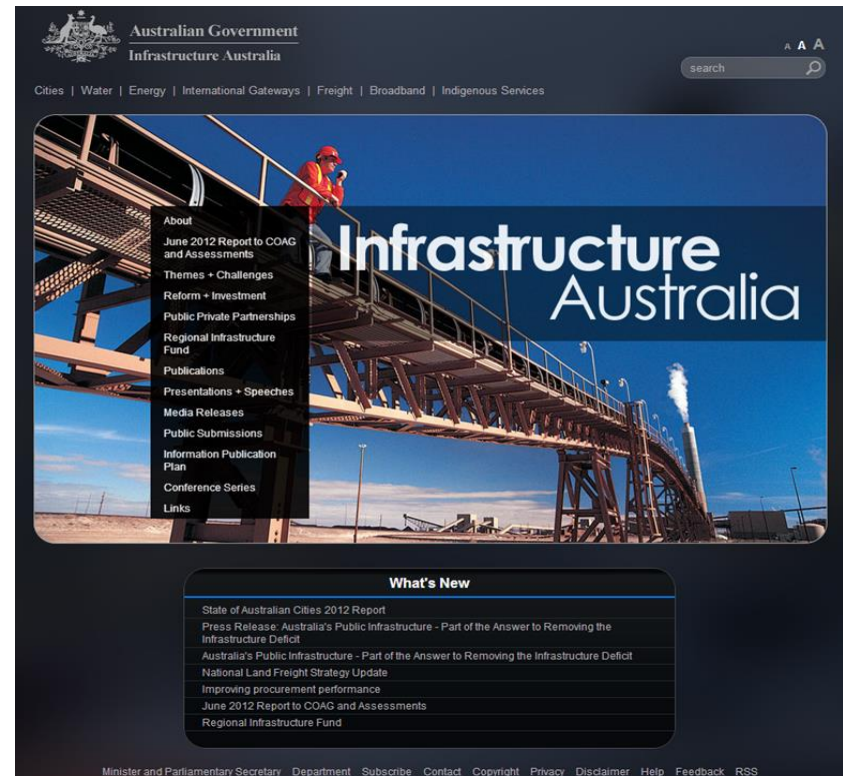 Australian Government
Infrastructure Australia
A A A
search
Cities | Water | Energy | International Gateways | Freight | Broadband | Indigenous Services
About
June 2012 Report to COAG
and Assessments
Themes + Challenges
Reform + Investment
Public Private Partnerships
Regional Infrastructure
Fund
Publications
Presentations + Speeches
Media Releases
Public Submissions
Information Publication
Plan
Conference Series
Links
Infrastructure
Australia
What's New
State of Australian Cities 2012 Report
Press Release: Australia's Public Infrastructure - Part of the Answer to Removing the
Infrastructure Deficit
Australia's Public Infrastructure - Part of the Answer to Removing the Infrastructure Deficit
National Land Freight Strategy Update
Improving procurement performance
June 2012 Report to COAG and Assessments
Regional Infrastructure Fund
Minister and Parliamentary Secretary Department Subscribe Contact Copyright Privacy Disclaimer Help Feedback RSS